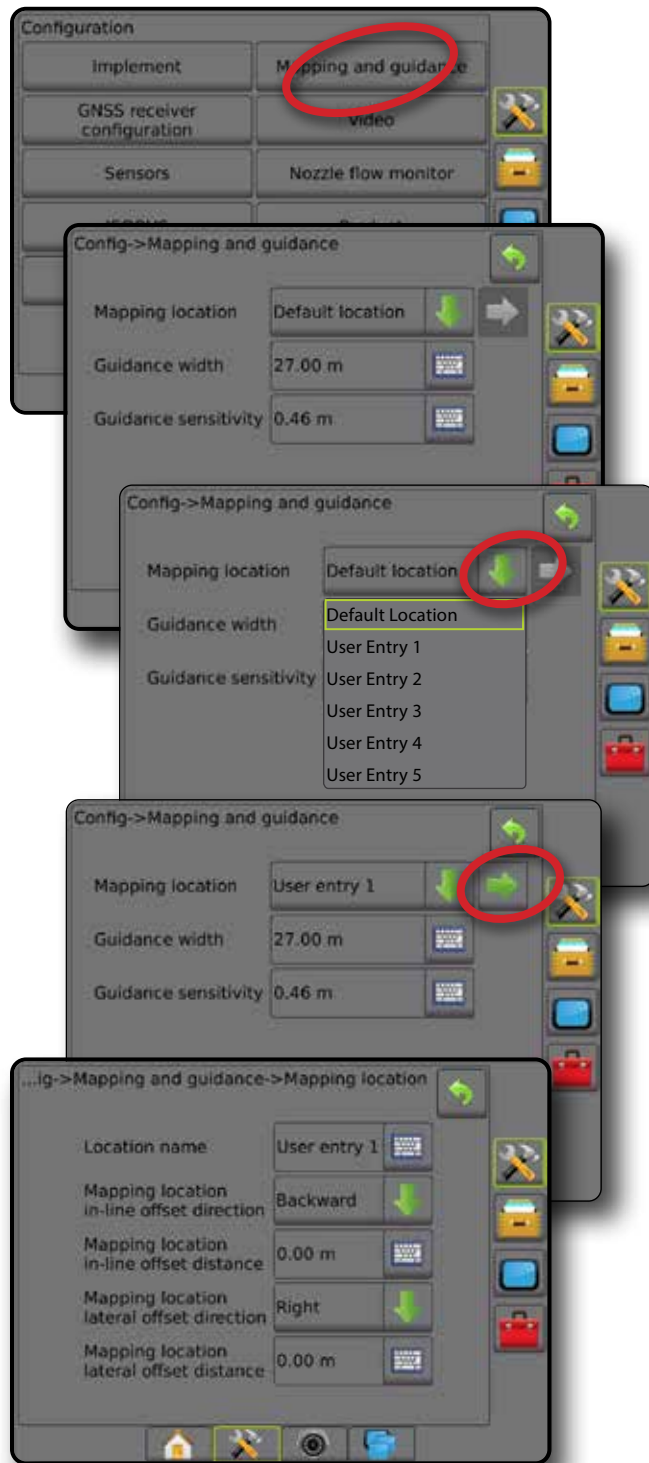 Configuration
Implement
Mapping and guidance
GNSS receiver
configuration
Video
Sensors
Nozzle flow monitor
Config->Mapping and guidance
Mapping location
Default location
Guidance width
27.00 m
Guidance sensitivity
0.46 m
Config->Mapping and guidance
Mapping location
Default location
Guidance width
Guidance sensitivity
Default Location
User Entry 1
User Entry 2
User Entry 3
User Entry 4
User Entry 5
Config->Mapping and guidance
Mapping location
User entry 1
Guidance width
27.00 m
Guidance sensitivity
0.46 m
...ig->Mapping and guidance->Mapping location
Location name
User entry 1
Mapping location
in-line offset direction
Backward
Mapping location
in-line offset distance
0.00 m
Mapping location
lateral offset direction
Right
Mapping location
lateral offset distance
0.00 m